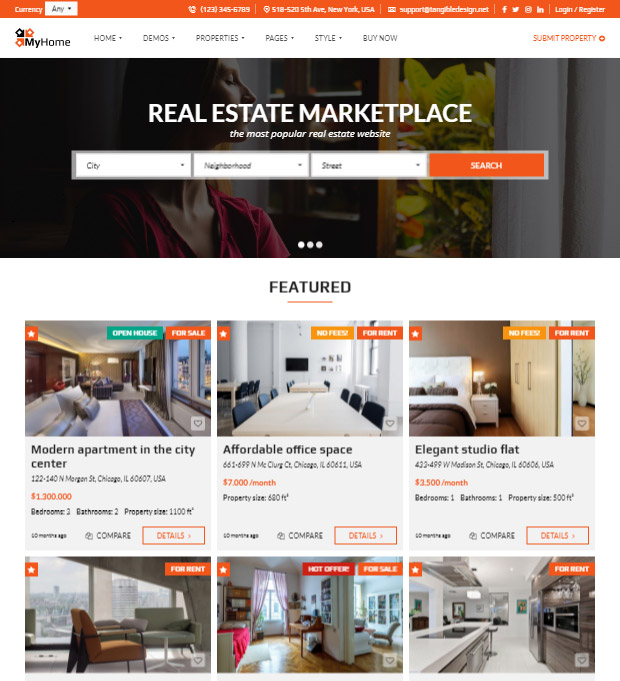 Currency Any (123) 345-6789 518-520 5th Ave, New York, USA support@tangibledesign.net Login / Register
MyHome HOME DEMOS PROPERTIES PAGES STYLE BUY NOW SUBMIT PROPERTY
REAL ESTATE MARKETPLACE
the most popular real estate website
City Neighborhood Street SEARCH
FEATURED
OPEN HOUSE FOR SALE NO FEES! FOR RENT NO FEES! FOR RENT
Modern apartment in the city center
122-140 N Morgan St, Chicago, IL 60607, USA
$1.300.000
Bedrooms: 2 Bathrooms: 2 Property size: 1100 ft²
10 months ago COMPARE DETAILS
Affordable office space
661-699 N Mc Clurg Ct, Chicago, IL 60611, USA
$7.000 /month
Property size: 680 ft²
10 months ago COMPARE DETAILS
Elegant studio flat
433-499 W Madison St, Chicago, IL 60606, USA
$3.500 /month
Bedrooms: 1 Bathrooms: 1 Property size: 500 ft²
10 months ago COMPARE DETAILS
FOR RENT HOT OFFER! FOR SALE FOR RENT